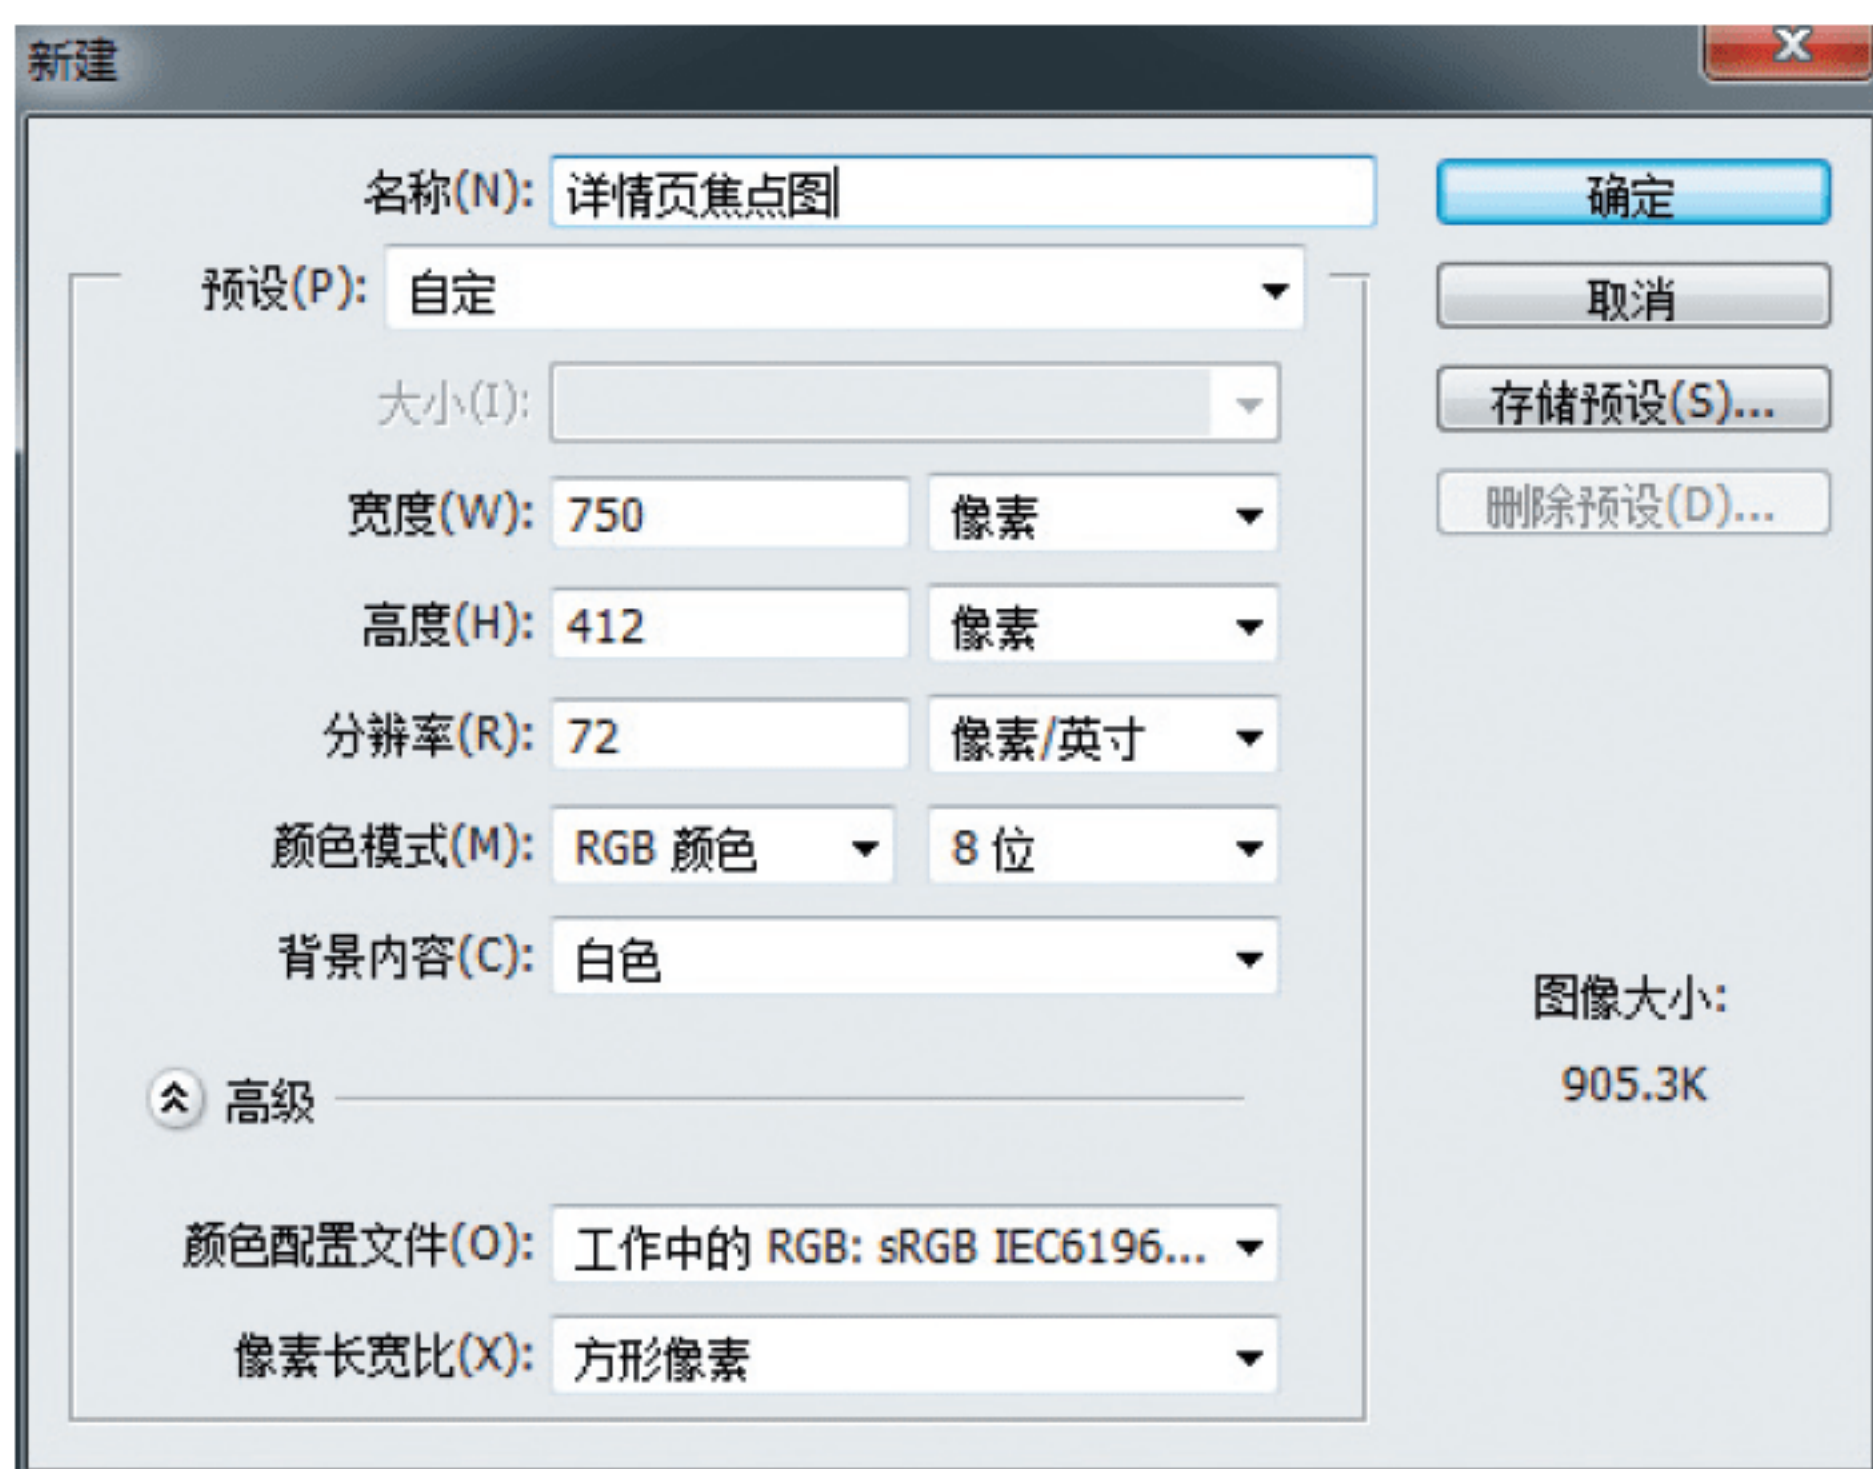 新建
名称(N): 详情页焦点图 确定
预设(P): 自定 取消
大小(I): 存储预设(S)...
宽度(W): 750 像素 删除预设(D)...
高度(H): 412 像素
分辨率(R): 72 像素/英寸
颜色模式(M): RGB 颜色 8 位
背景内容(C): 白色
图像大小:
905.3K
高级
颜色配置文件(O): 工作中的 RGB: sRGB IEC6196...
像素长宽比(X): 方形像素